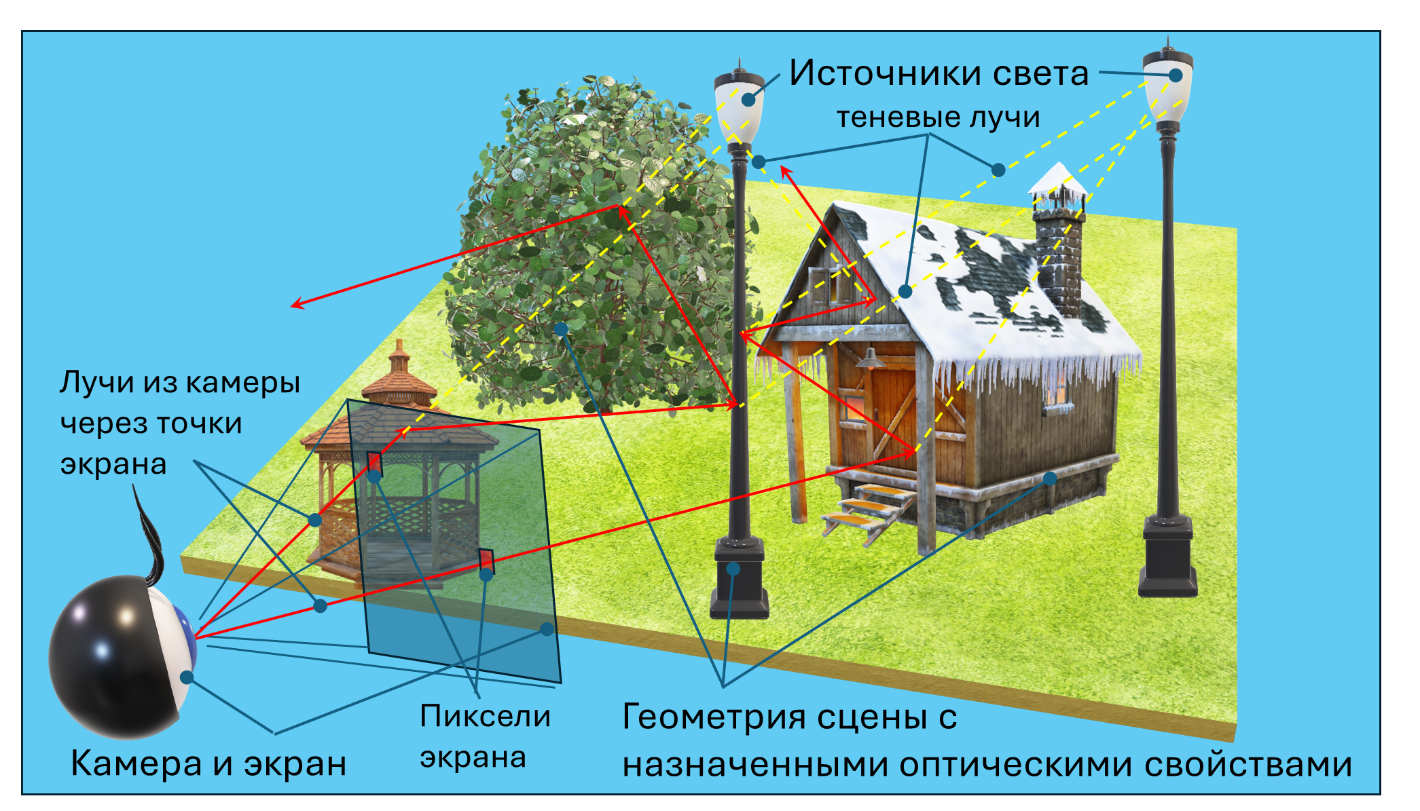 Источники света
теневые лучи
Лучи из камеры
через точки
экрана
Пиксели
экрана
Камера и экран
Геометрия сцены с
назначенными оптическими свойствами